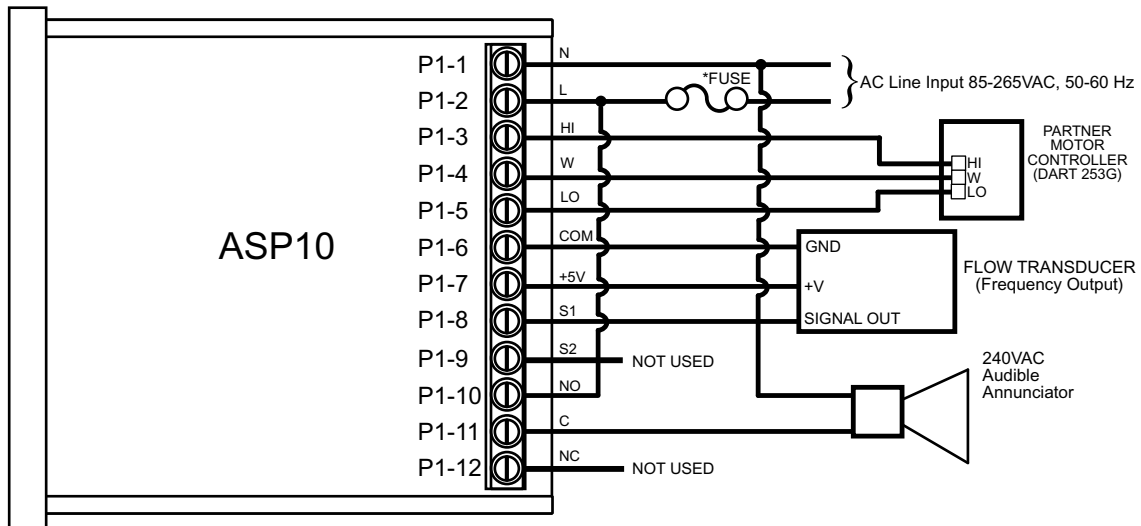 ASP10
P1-1
P1-2
P1-3
P1-4
P1-5
P1-6
P1-7
P1-8
P1-9
P1-10
P1-11
P1-12
N
L
HI
W
LO
COM
+5V
S1
S2
NO
C
NC
*FUSE
AC Line Input 85-265VAC, 50-60 Hz
HI
W
LO
PARTNER
MOTOR
CONTROLLER
(DART 253G)
GND
+V
SIGNAL OUT
FLOW TRANSDUCER
(Frequency Output)
NOT USED
240VAC
Audible
Annunciator
NOT USED